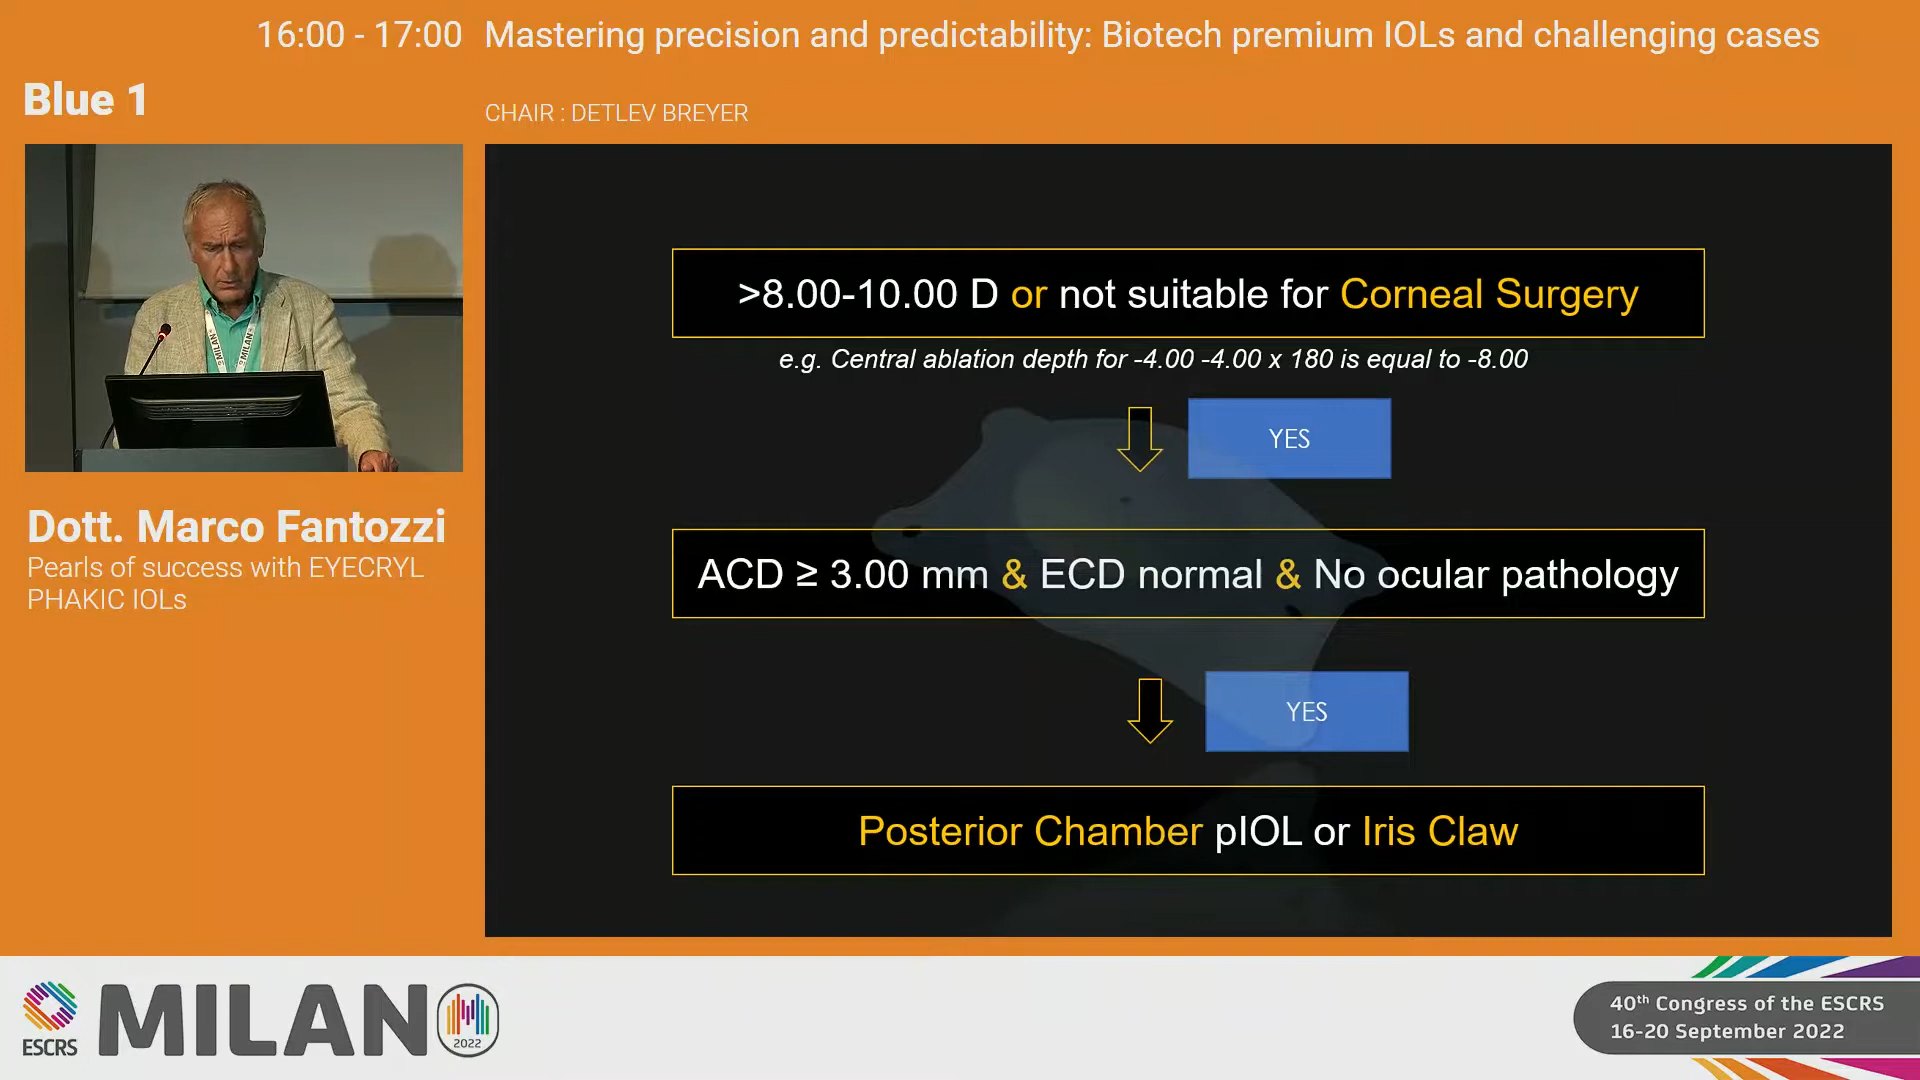 16:00 - 17:00 Mastering precision and predictability: Biotech premium IOLs and challenging cases
Blue 1
CHAIR : DETLEV BREYER
MILAN
MILAN
Dott. Marco Fantozzi
Pearls of success with EYECRYL
PHAKIC IOLs
>8.00-10.00 D or not suitable for Corneal Surgery
e.g. Central ablation depth for -4.00 -4.00 x 180 is equal to -8.00
YES
ACD ≥ 3.00 mm & ECD normal & No ocular pathology
YES
Posterior Chamber pIOL or Iris Claw
ESCRS
MILANO
2022
40th Congress of the ESCRS
16-20 September 2022